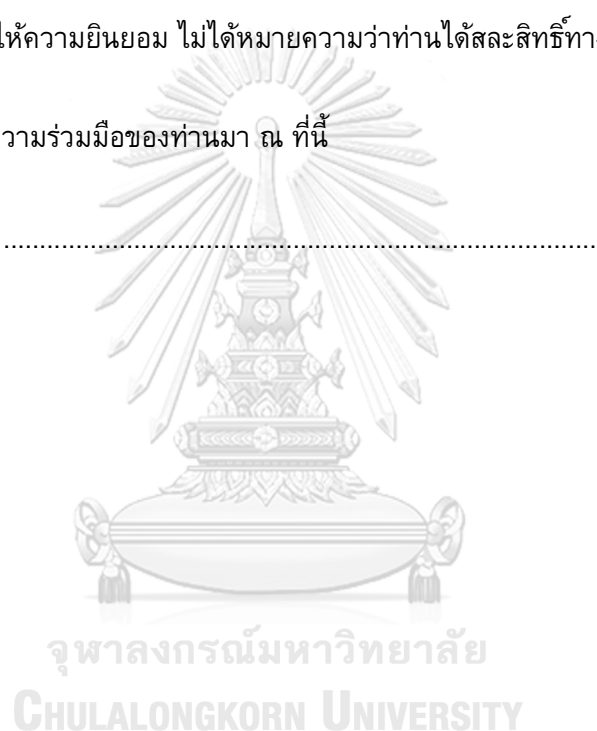 ให้ความยินยอม ไม่ได้หมายความว่าท่านได้สละสิทธิ์ทา
วามร่วมมือของท่านมา ณ ที่นี้
................................................................................
จุฬาลงกรณ์มหาวิทยาลัย
CHULALONGKORN UNIVERSITY